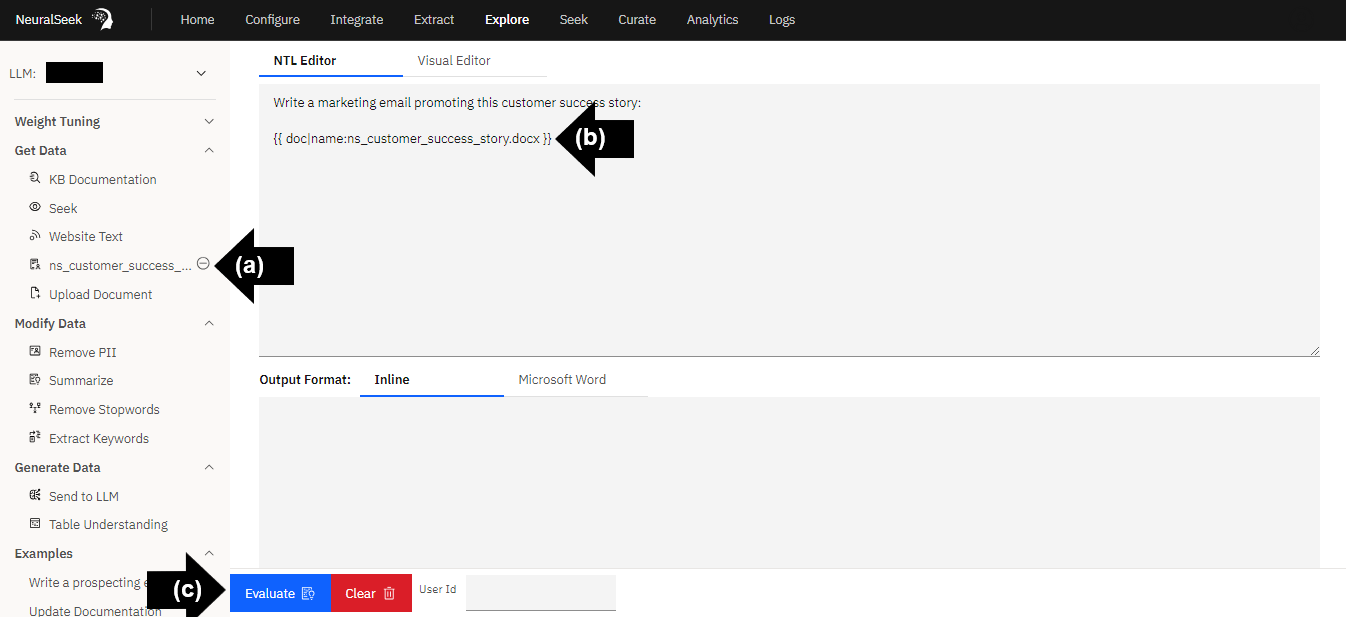 NeuralSeek Home Configure Integrate Extract Explore Seek Curate Analytics Logs
LLM:
Weight Tuning
Get Data
KB Documentation
Seek
Website Text
ns_customer_success_...
Upload Document
Modify Data
Remove PII
Summarize
Remove Stopwords
Extract Keywords
Generate Data
Send to LLM
Table Understanding
Examples
Write a prospecting
Update Documentation
NTL Editor Visual Editor
Write a marketing email promoting this customer success story:
{{ doc|name:ns_customer_success_story.docx }}
(b)
(a)
Output Format: Inline Microsoft Word
(c)
Evaluate Clear User Id